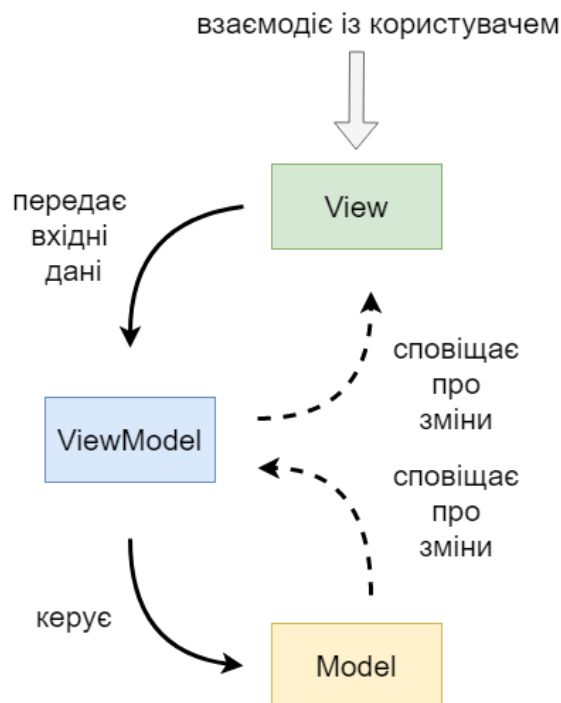 взаємодіє із користувачем
View
передає
вхідні
дані
сповіщає
про
зміни
ViewModel
сповіщає
про
зміни
керує
Model